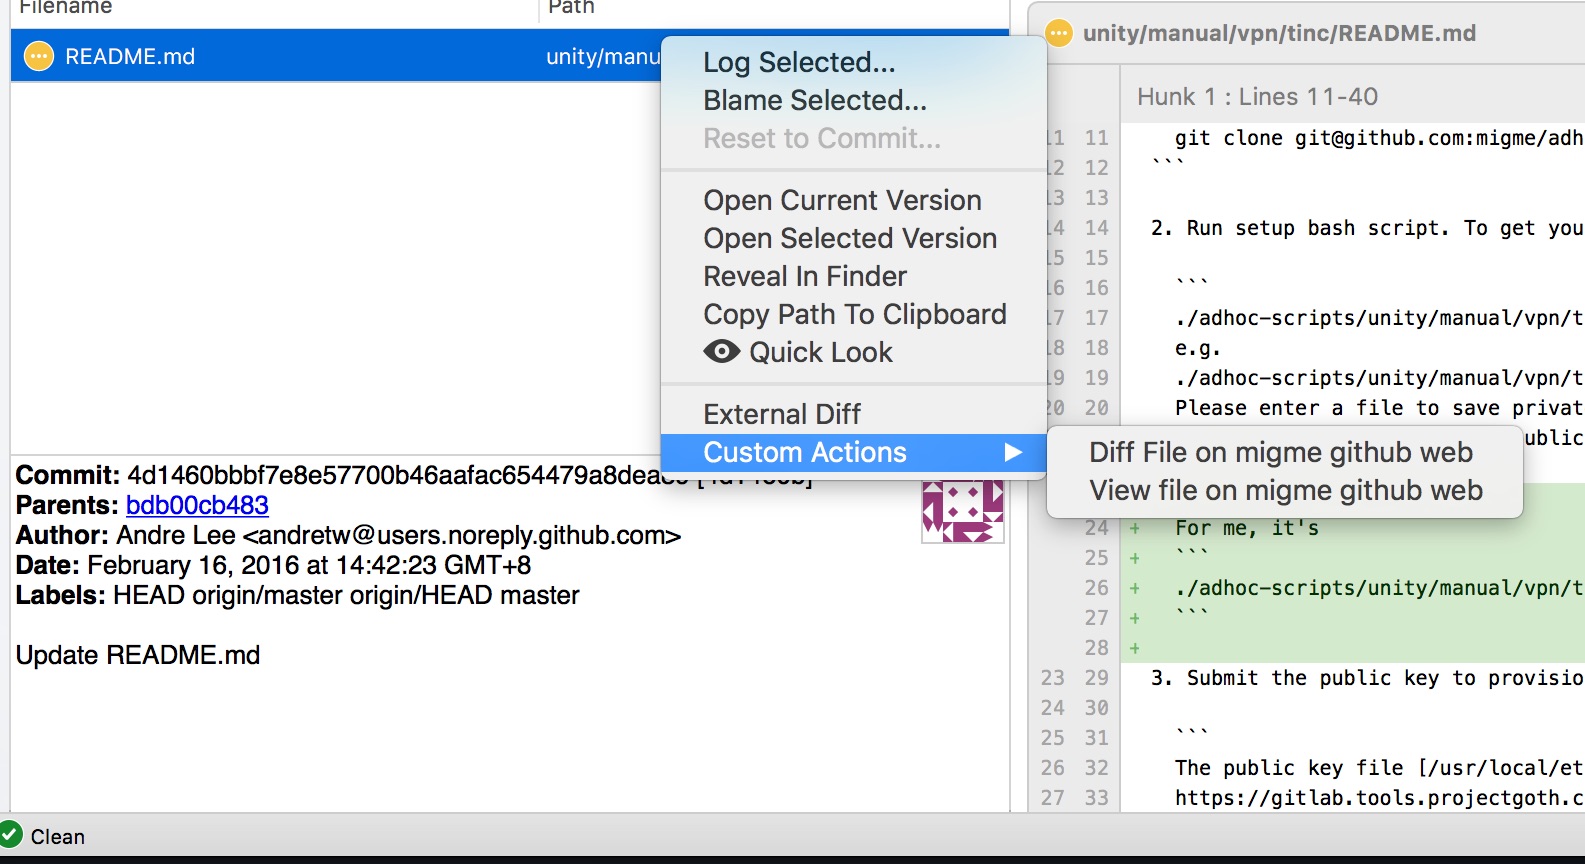 Filename Path
README.md unity/manu
Log Selected...
Blame Selected...
Reset to Commit...
Open Current Version
Open Selected Version
Reveal In Finder
Copy Path To Clipboard
Quick Look
External Diff
Custom Actions
Diff File on migme github web
View file on migme github web
Commit: 4d1460bbbf7e8e57700b46aafac654479a8dea
Parents: bdb00cb483
Author: Andre Lee <andretw@users.noreply.github.com>
Date: February 16, 2016 at 14:42:23 GMT+8
Labels: HEAD origin/master origin/HEAD master
Update README.md
Clean
unity/manual/vpn/tinc/README.md
Hunk 1 : Lines 11-40
11 11 git clone git@github.com:migme/adh
12 12 ```
13 13
14 14 2. Run setup bash script. To get you
15 15
16 16 ```
17 17 ./adhoc-scripts/unity/manual/vpn/t
18 18 e.g.
19 19 ./adhoc-scripts/unity/manual/vpn/t
20 20 Please enter a file to save privat
ublic
24 + For me, it's
25 + ```
26 + ./adhoc-scripts/unity/manual/vpn/t
27 + ```
28 +
23 29 3. Submit the public key to provisio
24 30
25 31 ```
26 32 The public key file [/usr/local/et
27 33 https://gitlab.tools.projectgoth.c